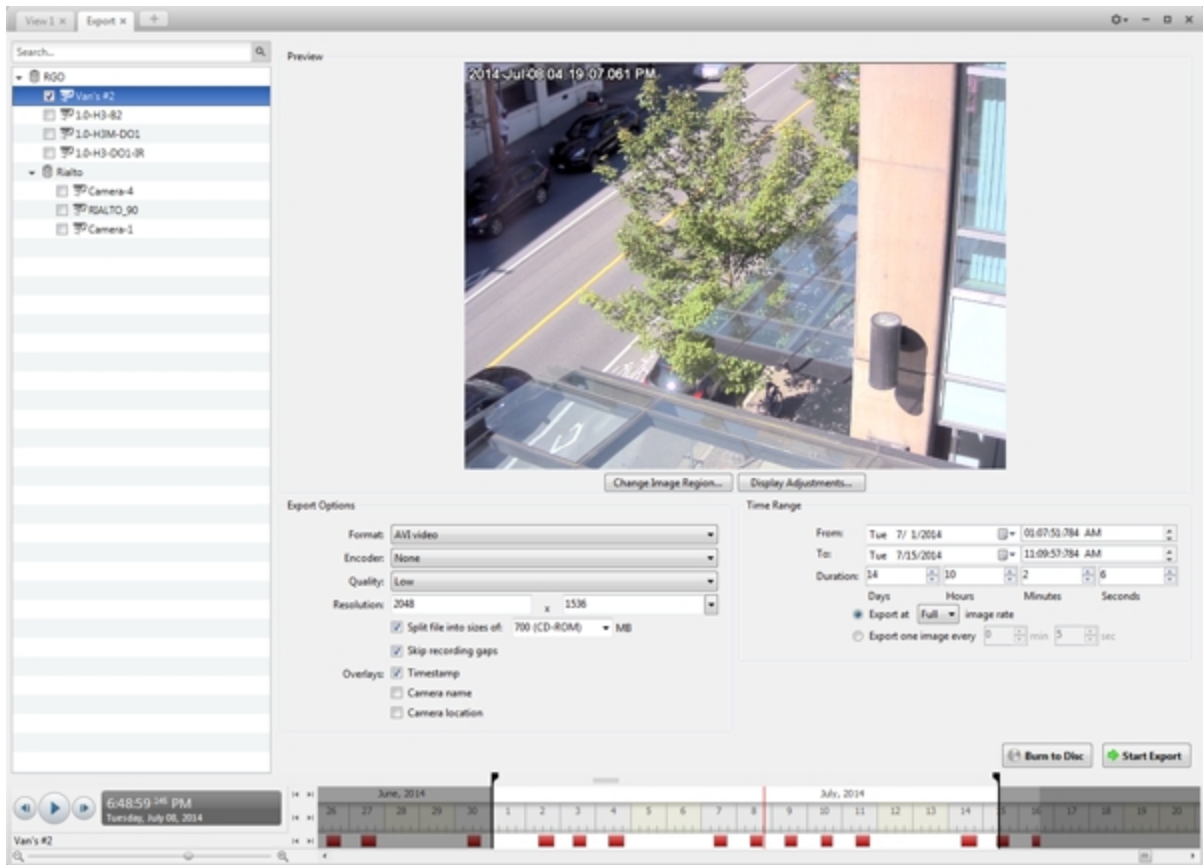 View 1 × Export × +
Search...
Preview
RGO
Van's #2
1.0-H3-B2
1.0-H3M-DO1
1.0-H3-DO1-IR
Rialto
Camera-4
RIALTO_90
Camera-1
2014-Jul-08 04:19:07.061 PM
Change Image Region... Display Adjustments...
Export Options
Format: AVI video
Encoder: None
Quality: Low
Resolution: 2048 x 1536
Split file into sizes of: 700 (CD-ROM) MB
Skip recording gaps
Overlays: Timestamp
Camera name
Camera location
Time Range
From: Tue 7/ 1/2014 01:07:51:784 AM
To: Tue 7/15/2014 11:09:57:784 AM
Duration: 14 10 2 6
Days Hours Minutes Seconds
Export at Full image rate
Export one image every 0 min 5 sec
Burn to Disc Start Export
6:48:59 PM
Tuesday, July 08, 2014
June, 2014 July, 2014
26 27 28 29 30 1 2 3 4 5 6 7 8 9 10 11 12 13 14 15 16 17 18 19 20
Van's #2